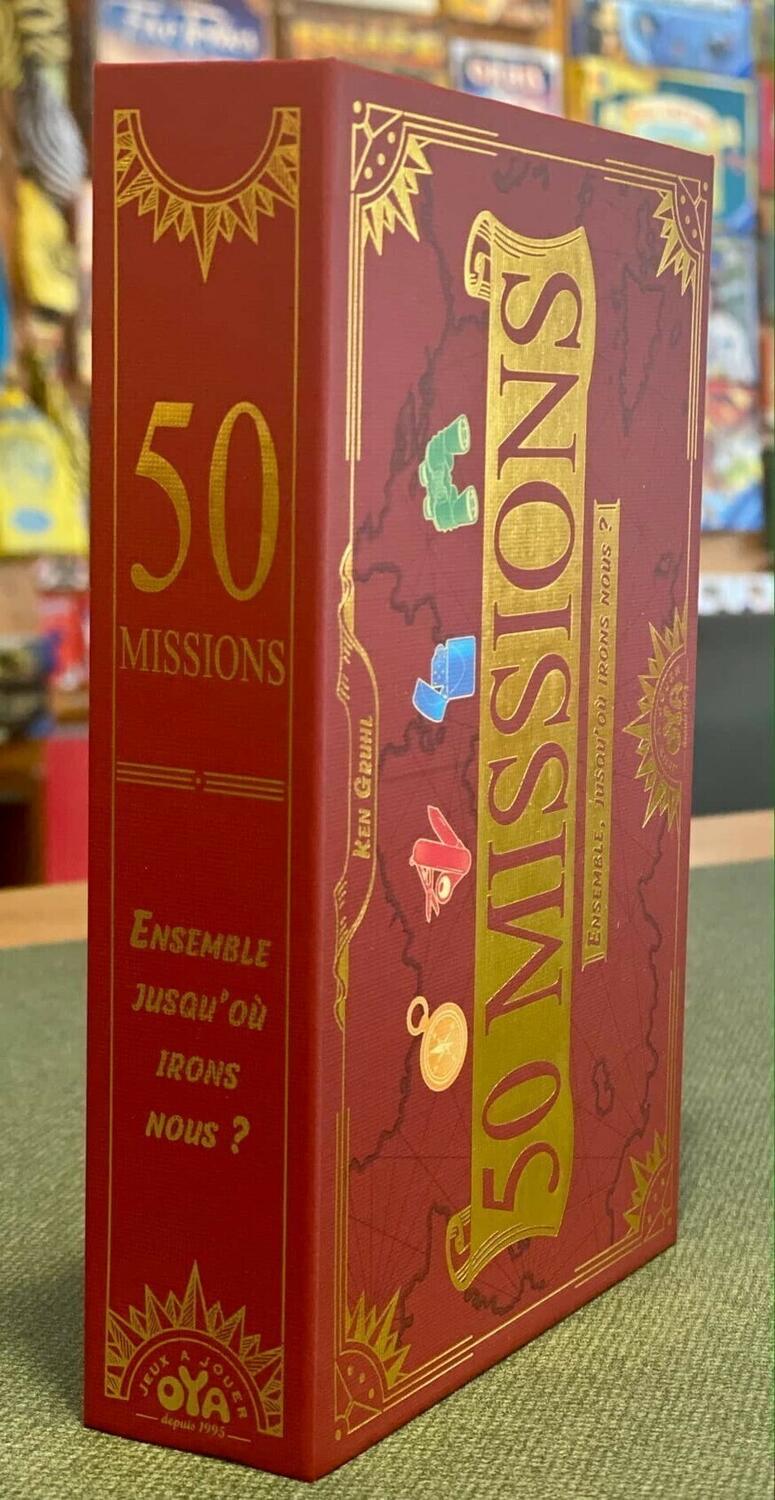 50
MISSIONS
ENSEMBLE
JUSQU'OÙ
IRONS
NOUS ?
JEUX A JOUER
OYA
depuis 1995
KEN GRUHL
50 MISSIONS
ENSEMBLE, JUSQU'OÙ IRONS NOUS ?
OYA